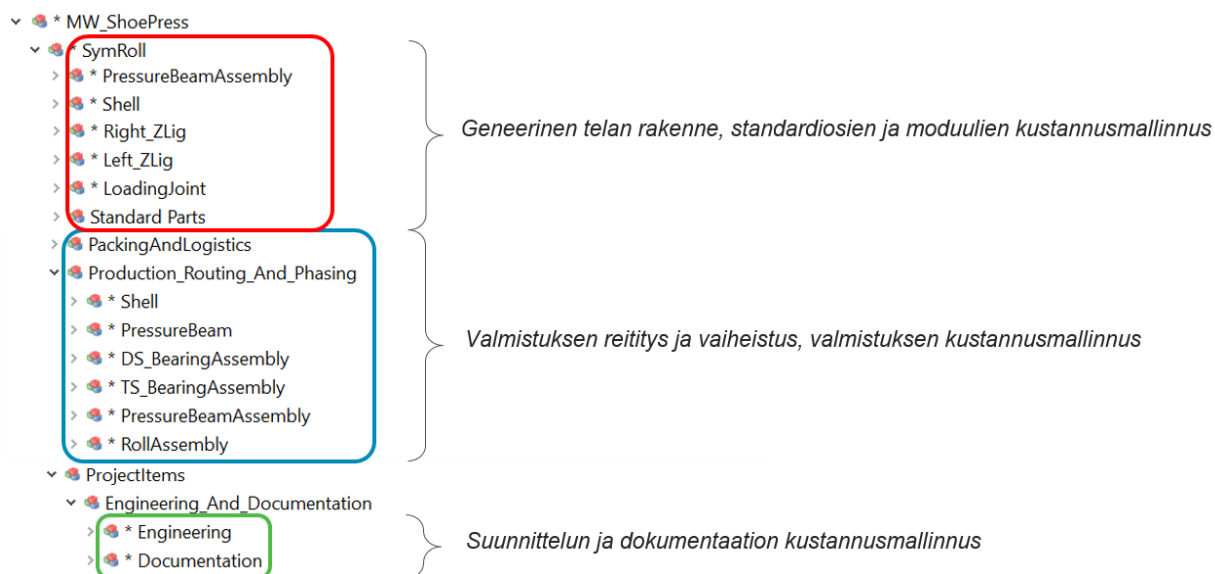 * MW_ShoePress
* SymRoll
* PressureBeamAssembly
* Shell
* Right_ZLig
* Left_ZLig
* LoadingJoint
Standard Parts
Geneerinen telan rakenne, standardiosien ja moduulien kustannusmallinnus
PackingAndLogistics
Production_Routing_And_Phasing
* Shell
* PressureBeam
* DS_BearingAssembly
* TS_BearingAssembly
* PressureBeamAssembly
* RollAssembly
Valmistuksen reititys ja vaiheistus, valmistuksen kustannusmallinnus
ProjectItems
Engineering_And_Documentation
* Engineering
* Documentation
Suunnittelun ja dokumentaation kustannusmallinnus